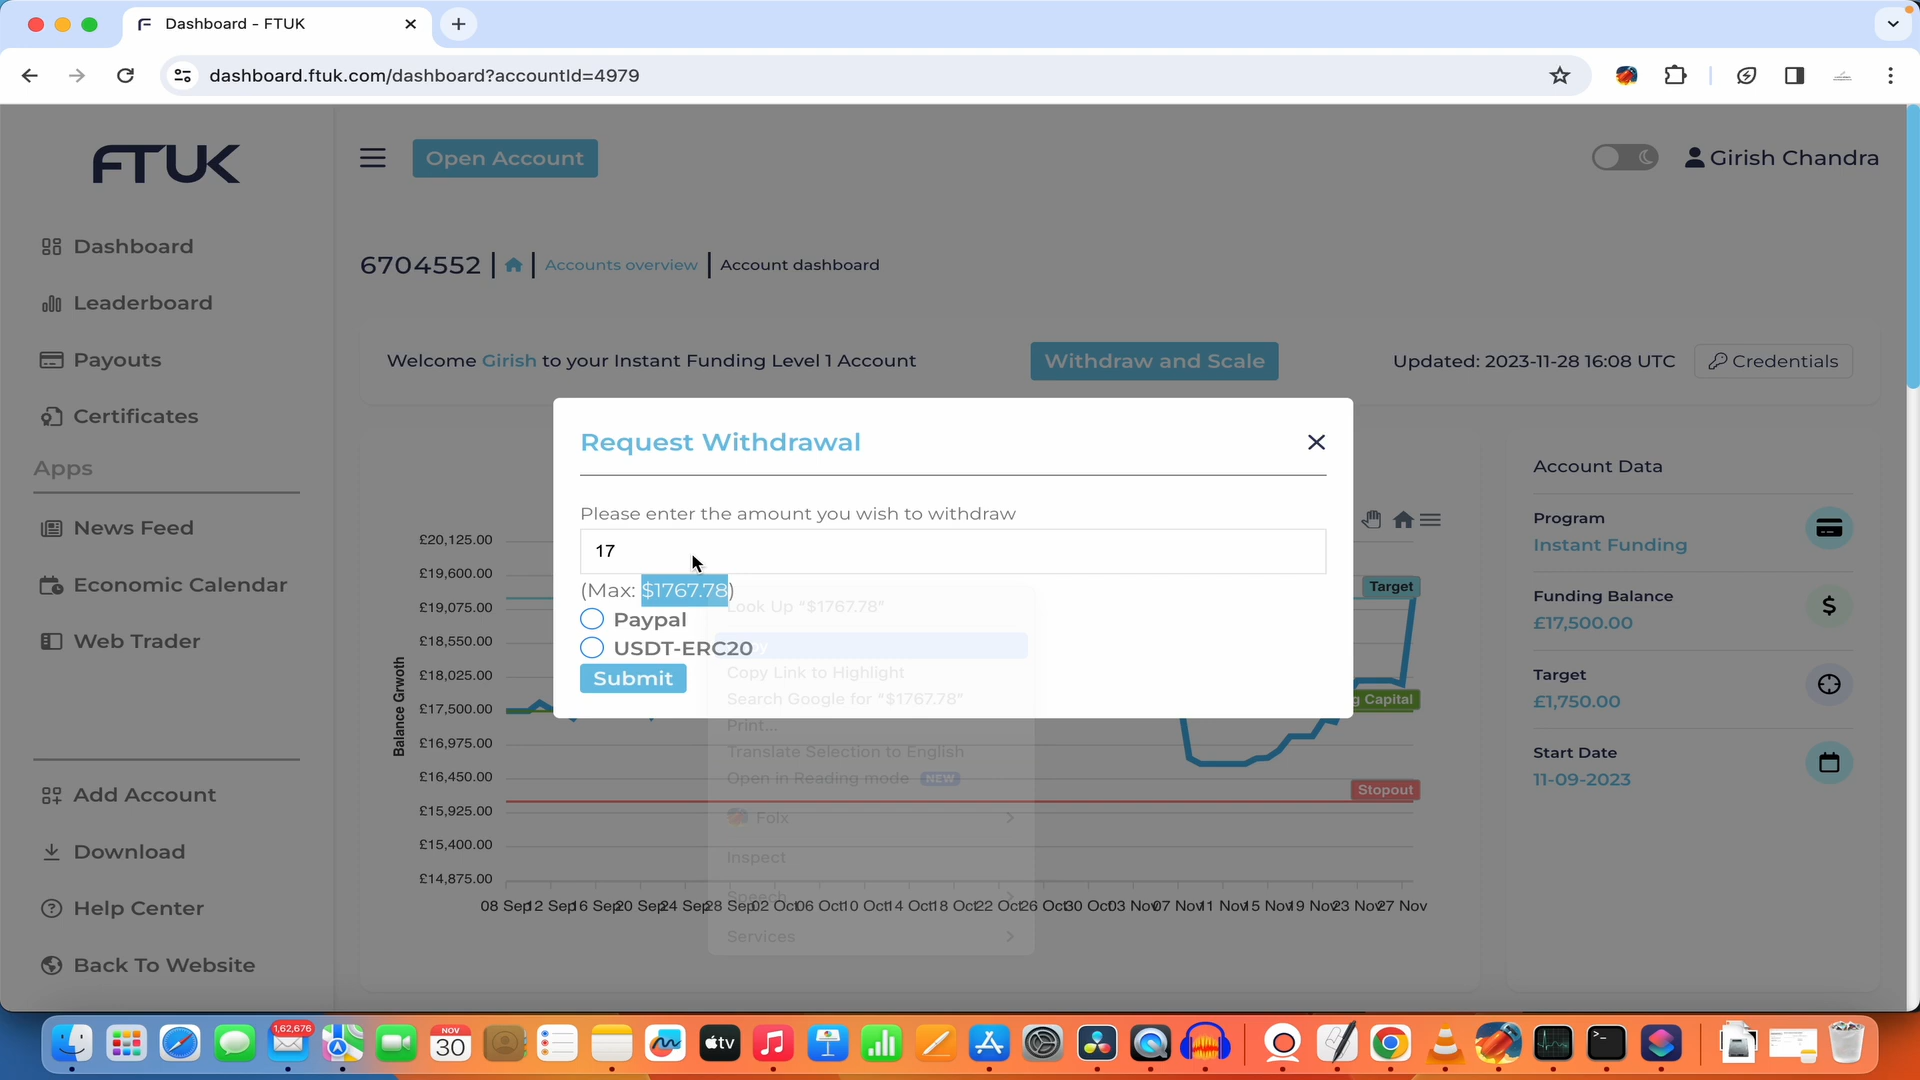 Dashboard - FTUK
dashboard.ftuk.com/dashboard?accountId=4979
FTUK
Open Account
Girish Chandra
Dashboard
Leaderboard
Payouts
Certificates
Apps
News Feed
Economic Calendar
Web Trader
Add Account
Download
Help Center
Back To Website
6704552 | Accounts overview | Account dashboard
Welcome Girish to your Instant Funding Level 1 Account
Withdraw and Scale
Updated: 2023-11-28 16:08 UTC
Credentials
Request Withdrawal
Please enter the amount you wish to withdraw
17
(Max: $1767.78)
Paypal
USDT-ERC20
Submit
Look Up "$1767.78"
Copy Link to Highlight
Search Google for "$1767.78"
Print...
Translate Selection to English
Open in Reading mode NEW
Folx
Inspect
Speech
Services
Balance Grwoth
£20,125.00
£19,600.00
£19,075.00
£18,550.00
£18,025.00
£17,500.00
£16,975.00
£16,450.00
£15,925.00
£15,400.00
£14,875.00
Target
g Capital
Stopout
08 Sep 12 Sep 16 Sep 20 Sep 24 Sep 28 Sep 02 Oct 06 Oct 10 Oct 14 Oct 18 Oct 22 Oct 26 Oct 30 Oct 03 Nov 07 Nov 11 Nov 15 Nov 19 Nov 23 Nov 27 Nov
Account Data
Program
Instant Funding
Funding Balance
£17,500.00
Target
£1,750.00
Start Date
11-09-2023
1,62,676
NOV
30
tv